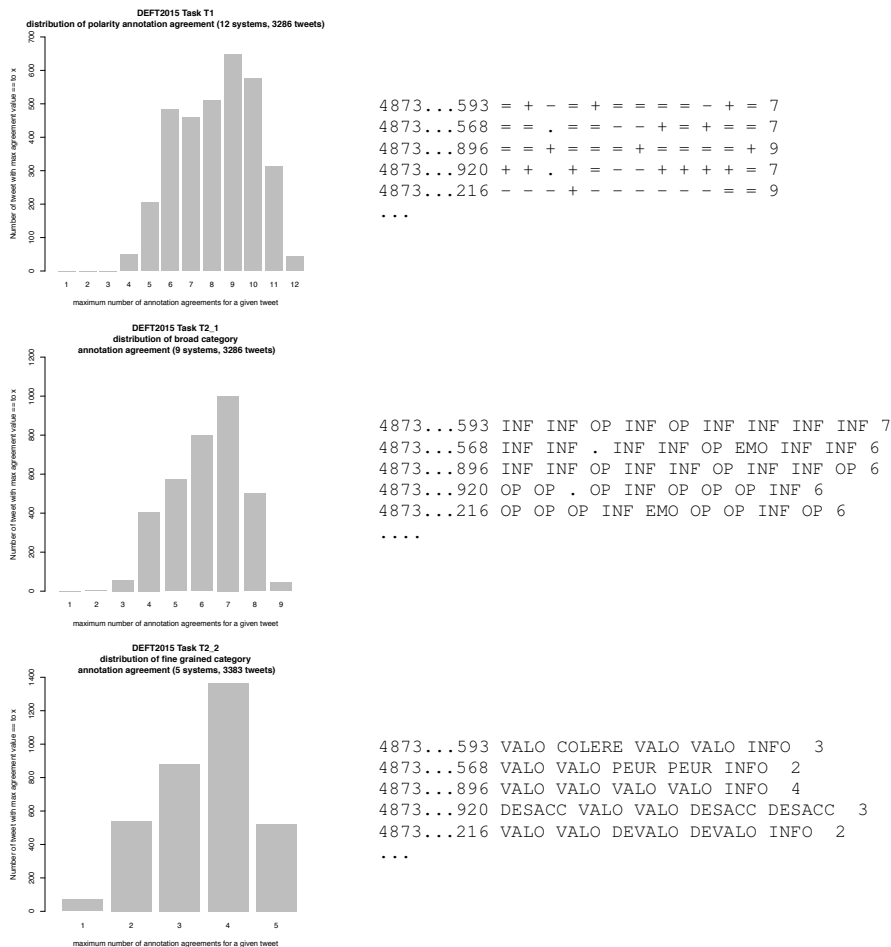 DEFT2015 Task T1
distribution of polarity annotation agreement (12 systems, 3286 tweets)
Number of tweet with max agreement value == to x
700
600
500
400
300
200
100
0
1 2 3 4 5 6 7 8 9 10 11 12
maximum number of annotation agreements for a given tweet
4873...593 = + - = + = = = = - + = 7
4873...568 = = . = = - - + = + = = 7
4873...896 = = + = = = + = = = = + 9
4873...920 + + . + = - - + + + + = 7
4873...216 - - - + - - - - - - = = 9
...
DEFT2015 Task T2_1
distribution of broad category
annotation agreement (9 systems, 3286 tweets)
Number of tweet with max agreement value == to x
1200
1000
800
600
400
200
0
1 2 3 4 5 6 7 8 9
maximum number of annotation agreements for a given tweet
4873...593 INF INF OP INF OP INF INF INF INF 7
4873...568 INF INF . INF INF OP EMO INF INF 6
4873...896 INF INF OP INF INF OP INF INF OP 6
4873...920 OP OP . OP INF OP OP OP INF 6
4873...216 OP OP OP INF EMO OP OP INF OP 6
....
DEFT2015 Task T2_2
distribution of fine grained category
annotation agreement (5 systems, 3383 tweets)
Number of tweet with max agreement value == to x
1400
1200
1000
800
600
400
200
0
1 2 3 4 5
maximum number of annotation agreements for a given tweet
4873...593 VALO COLERE VALO VALO INFO 3
4873...568 VALO VALO PEUR PEUR INFO 2
4873...896 VALO VALO VALO VALO INFO 4
4873...920 DESACC VALO VALO DESACC DESACC 3
4873...216 VALO VALO DEVALO DEVALO INFO 2
...